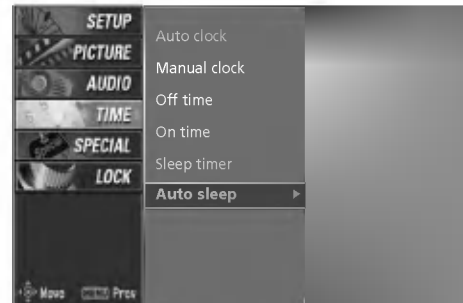 SETUP
PICTURE
AUDIO
TIME
SPECIAL
LOCK
Auto clock
Manual clock
Off time
On time
Sleep timer
Auto sleep
Move MENU Prev